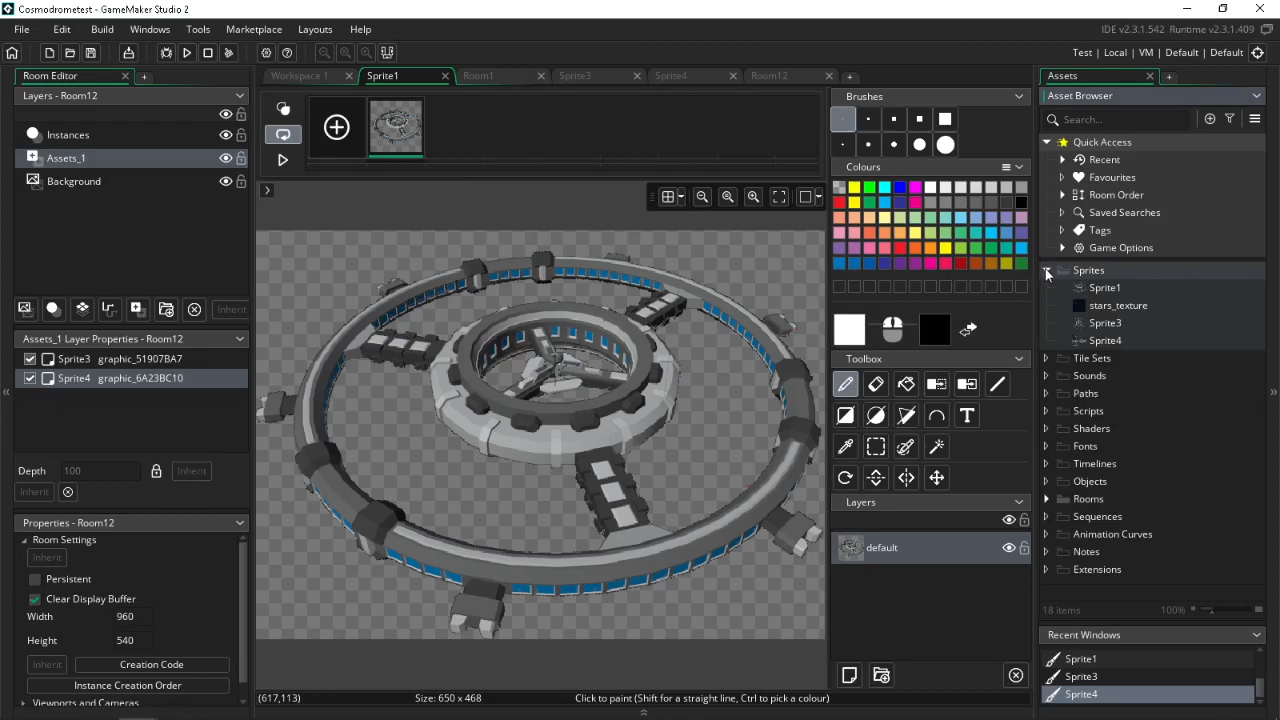 Cosmodrometest - GameMaker Studio 2
File Edit Build Windows Tools Marketplace Layouts Help
IDE v2.3.1.542 Runtime v2.3.1.409
Test | Local | VM | Default | Default
Room Editor
Layers - Room12
Instances
Assets_1
Background
Inherit
Assets_1 Layer Properties
Sprite3 graphic_51907BA7
Sprite4 graphic_6A23BC10
Depth 100 Inherit
Inherit
Properties - Room12
Room Settings
Inherit
Persistent
Clear Display Buffer
Width 960
Height 540
Inherit Creation Code
Instance Creation Order
Viewports and Cameras
Workspace 1 Sprite1 Room1 Sprite3 Sprite4 Room12
(617,113) Size: 650 x 468 Click to paint (Shift for a straight line, Ctrl to pick a colour)
Brushes
Colours
Toolbox
T
Layers
default
Assets
Asset Browser
Search...
Quick Access
Recent
Favourites
Room Order
Saved Searches
Tags
Game Options
Sprites
Sprite1
stars_texture
Sprite3
Sprite4
Tile Sets
Sounds
Paths
Scripts
Shaders
Fonts
Timelines
Objects
Rooms
Sequences
Animation Curves
Notes
Extensions
18 items 100%
Recent Windows
Sprite1
Sprite3
Sprite4